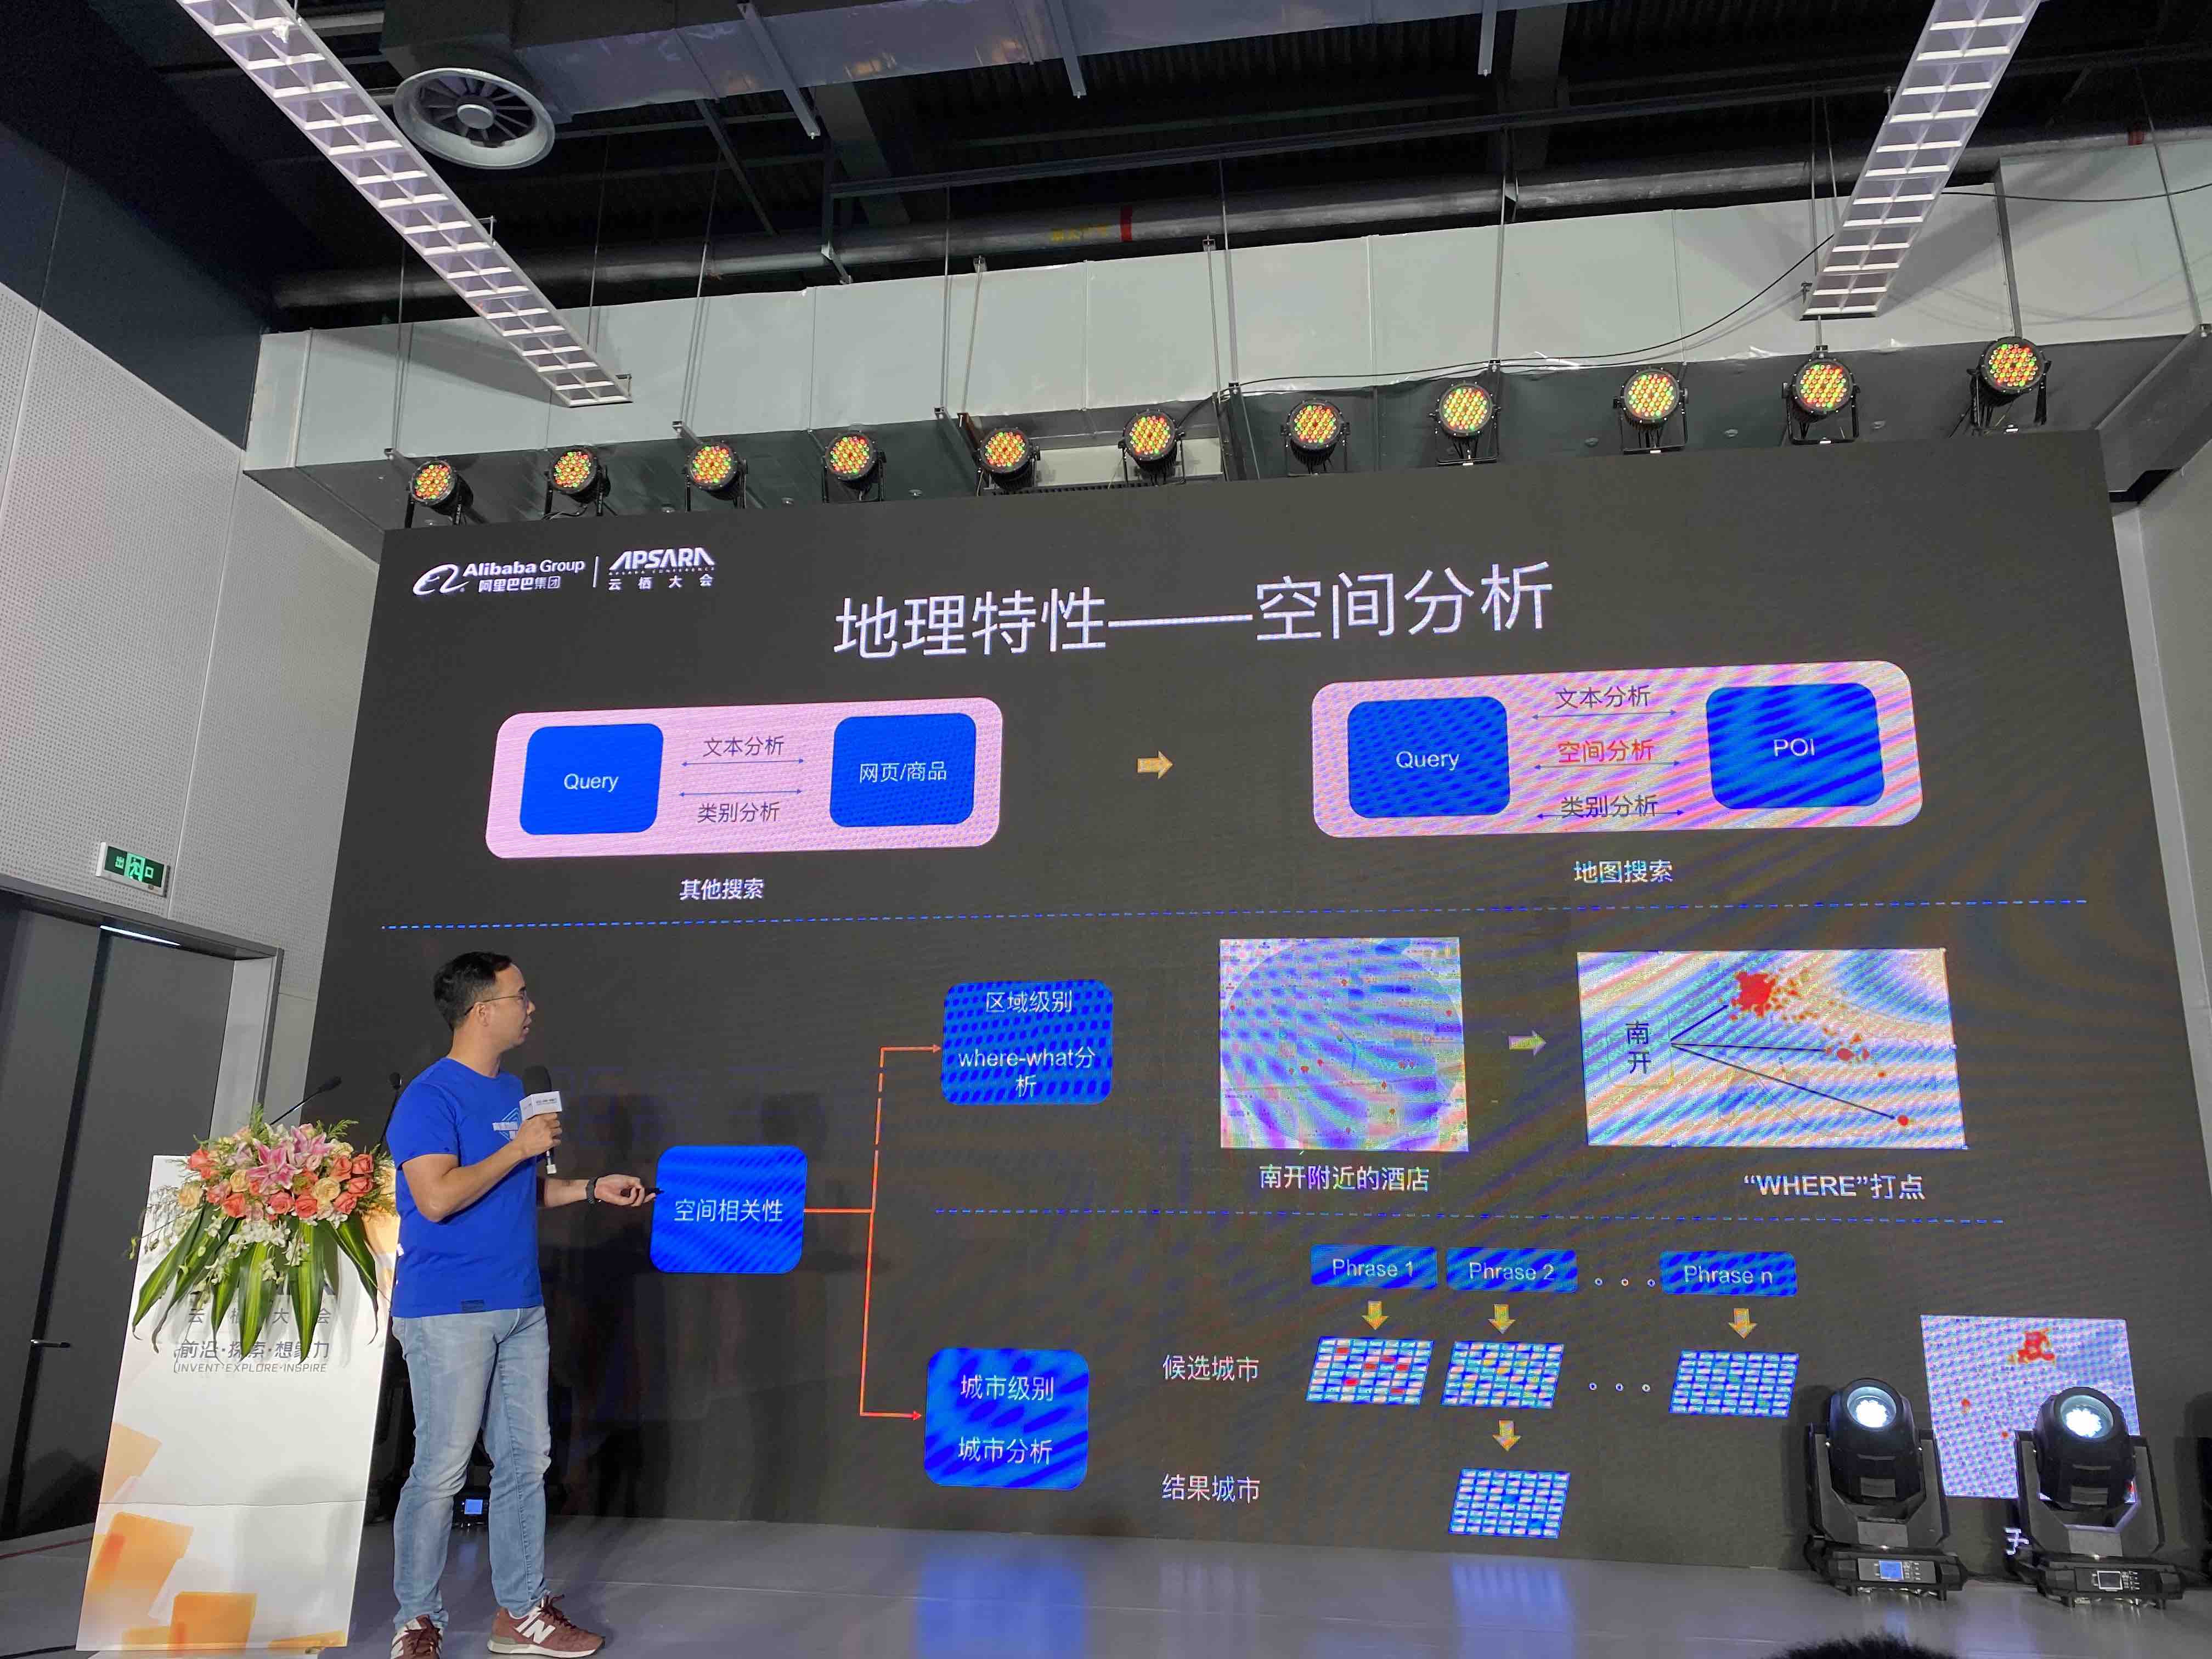 Alibaba Group
阿里巴巴集团
APSARA
云栖大会
地理特性——空间分析
Query
文本分析
类别分析
网页/商品
其他搜索
Query
文本分析
空间分析
类别分析
POI
地图搜索
空间相关性
区域级别
where-what分
析
南开附近的酒店
南
开
“WHERE”打点
城市级别
城市分析
Phrase 1
Phrase 2
Phrase n
候选城市
结果城市
出口
云栖大会
前沿·探索·想象力
INVENT·EXPLORE·INSPIRE
N